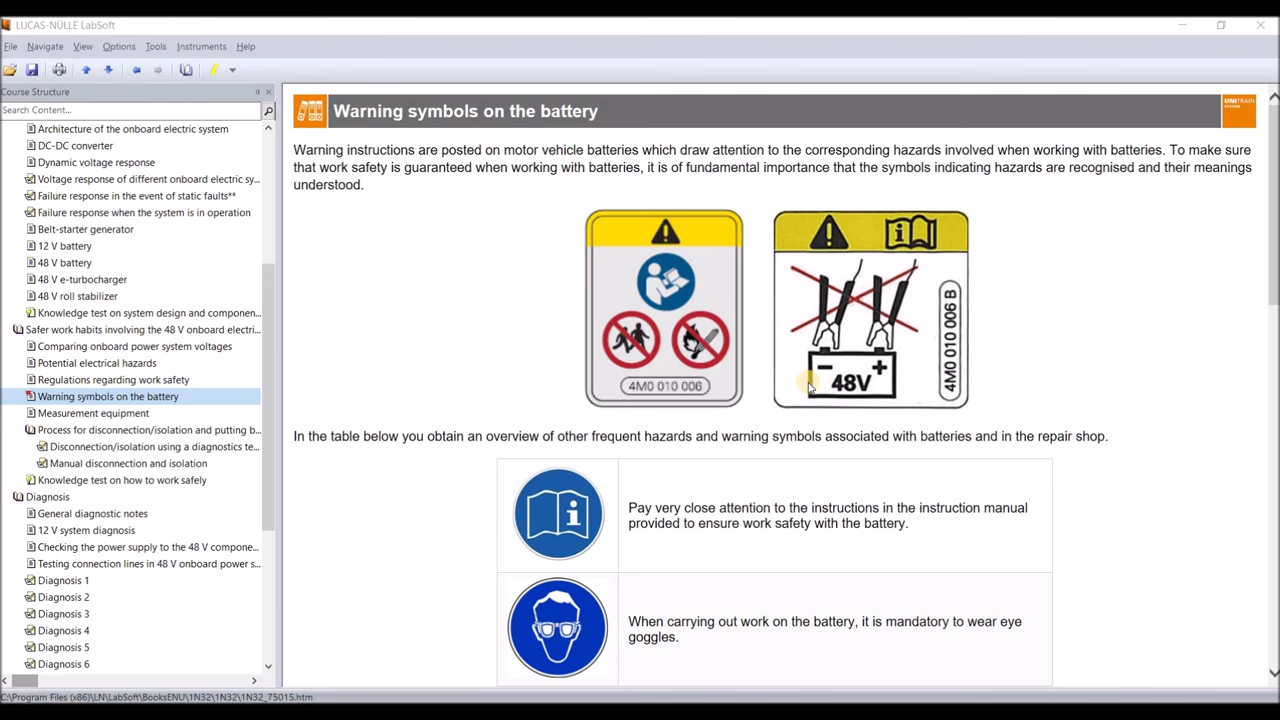 LUCAS-NÜLLE LabSoft
File Navigate View Options Tools Instruments Help
Course Structure
Search Content...
Architecture of the onboard electric system
DC-DC converter
Dynamic voltage response
Voltage response of different onboard electric sy...
Failure response in the event of static faults**
Failure response when the system is in operation
Belt-starter generator
12 V battery
48 V battery
48 V e-turbocharger
48 V roll stabilizer
Knowledge test on system design and componen...
Safer work habits involving the 48 V onboard electri...
Comparing onboard power system voltages
Potential electrical hazards
Regulations regarding work safety
Warning symbols on the battery
Measurement equipment
Process for disconnection/isolation and putting b...
Disconnection/isolation using a diagnostics te...
Manual disconnection and isolation
Knowledge test on how to work safely
Diagnosis
General diagnostic notes
12 V system diagnosis
Checking the power supply to the 48 V compone...
Testing connection lines in 48 V onboard power s...
Diagnosis 1
Diagnosis 2
Diagnosis 3
Diagnosis 4
Diagnosis 5
Diagnosis 6
Warning symbols on the battery
UNITRAIN
SYSTEM
Warning instructions are posted on motor vehicle batteries which draw attention to the corresponding hazards involved when working with batteries. To make sure
that work safety is guaranteed when working with batteries, it is of fundamental importance that the symbols indicating hazards are recognised and their meanings
understood.
4M0 010 006
- +
48V
4M0 010 006 B
In the table below you obtain an overview of other frequent hazards and warning symbols associated with batteries and in the repair shop.
i
Pay very close attention to the instructions in the instruction manual
provided to ensure work safety with the battery.
When carrying out work on the battery, it is mandatory to wear eye
goggles.
C:\Program Files (x86)\LN\LabSoft\BooksENU\1N32\1N32\1N32_75015.htm